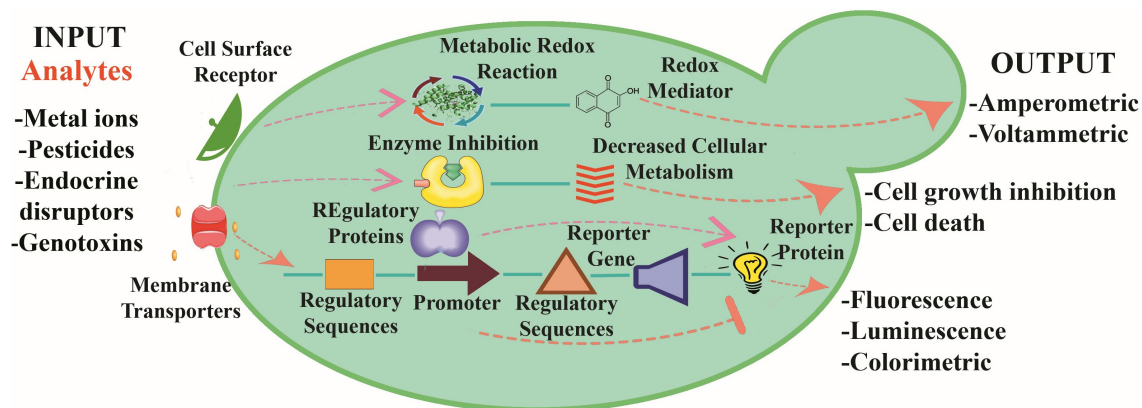 INPUT
Analytes
-Metal ions
-Pesticides
-Endocrine
disruptors
-Genotoxins
Cell Surface
Receptor
Membrane
Transporters
Metabolic Redox
Reaction
OH
O
O
Redox
Mediator
Enzyme Inhibition
Decreased Cellular
Metabolism
REgulatory
Proteins
Reporter
Gene
Reporter
Protein
Regulatory
Sequences
Promoter
Regulatory
Sequences
OUTPUT
-Amperometric
-Voltammetric
-Cell growth inhibition
-Cell death
-Fluorescence
-Luminescence
-Colorimetric